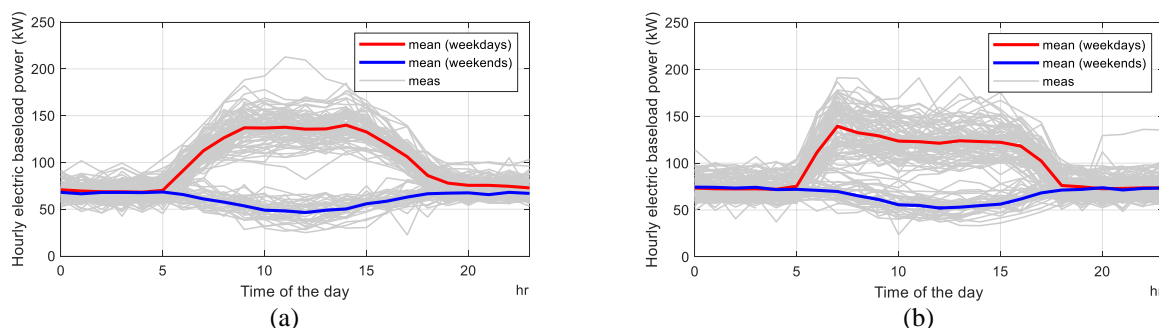 250
200
150
100
50
0
Hourly electric baseload power (kW)
mean (weekdays)
mean (weekends)
meas
0
5
10
15
20
Time of the day
hr
(a)
250
200
150
100
50
0
Hourly electric baseload power (kW)
mean (weekdays)
mean (weekends)
meas
0
5
10
15
20
Time of the day
hr
(b)